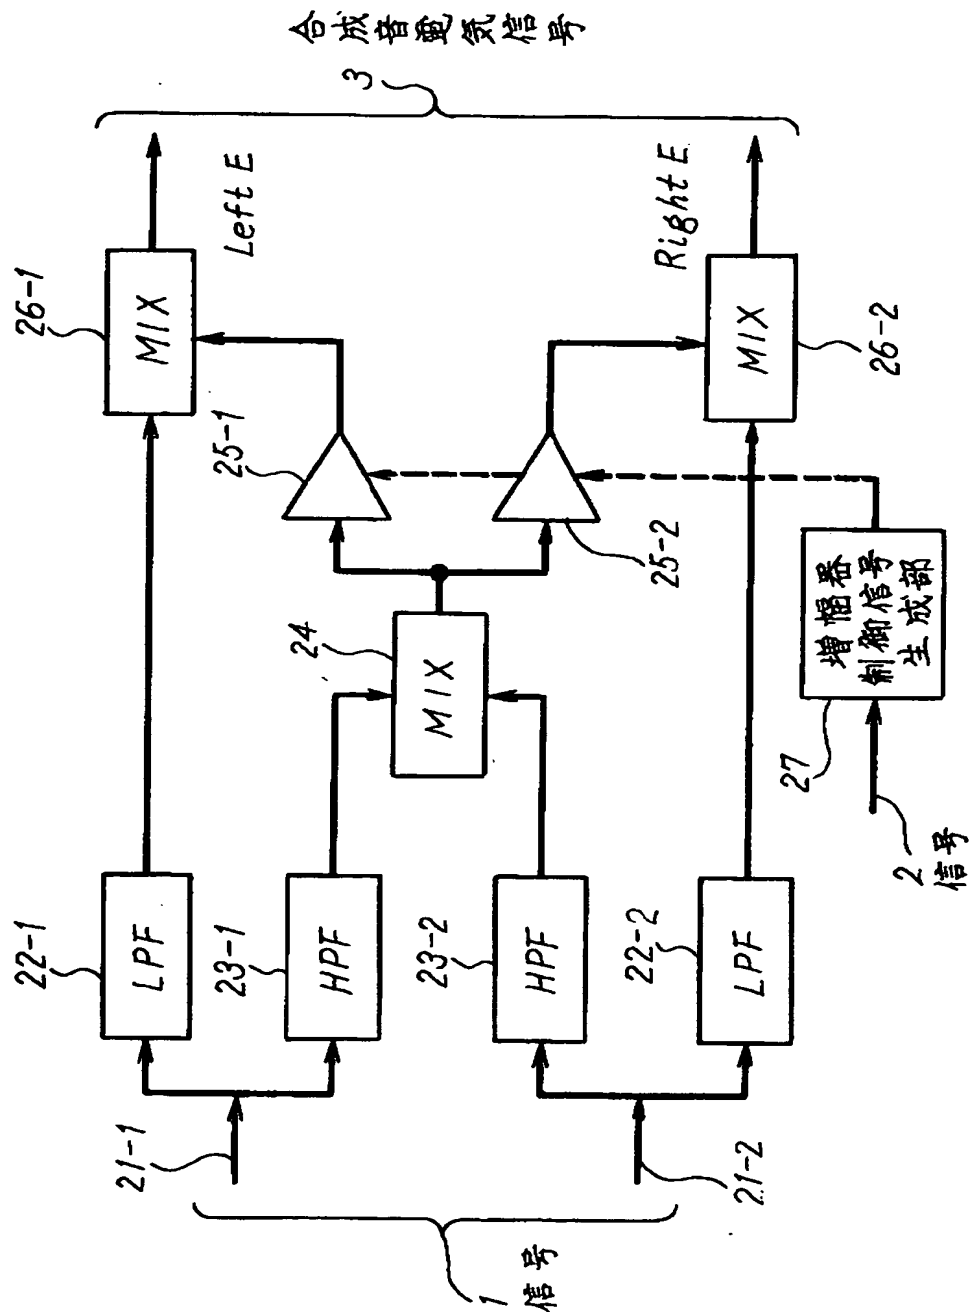 合成音電気信号
3
Left E
Right E
26-1
MIX
MIX
26-2
25-1
25-2
24
MIX
増幅器
制御信号
生成部
27
2
信号
22-1
LPF
23-1
HPF
23-2
HPF
22-2
LPF
21-1
21-2
1
信号